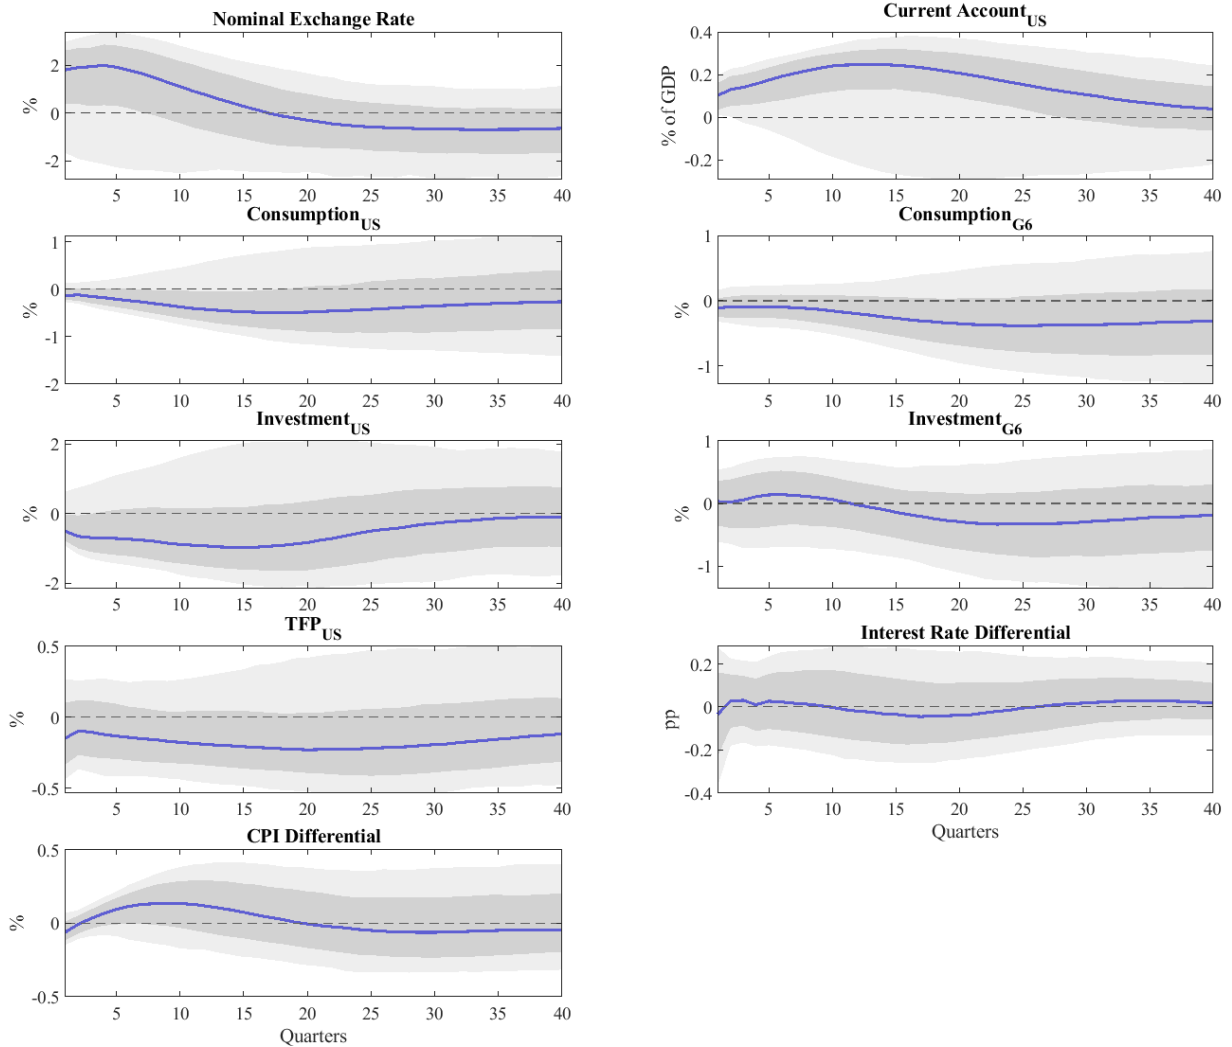 Nominal Exchange Rate
%
2
0
-2
5 10 15 20 25 30 35 40
Current Account_US
% of GDP
0.4
0.2
0
-0.2
5 10 15 20 25 30 35 40
Consumption_US
%
1
0
-1
-2
5 10 15 20 25 30 35 40
Consumption_G6
%
1
0
-1
5 10 15 20 25 30 35 40
Investment_US
%
2
0
-2
5 10 15 20 25 30 35 40
Investment_G6
%
1
0
-1
5 10 15 20 25 30 35 40
TFP_US
%
0.5
0
-0.5
5 10 15 20 25 30 35 40
Interest Rate Differential
pp
0.2
0
-0.2
-0.4
5 10 15 20 25 30 35 40
Quarters
CPI Differential
%
0.5
0
-0.5
5 10 15 20 25 30 35 40
Quarters